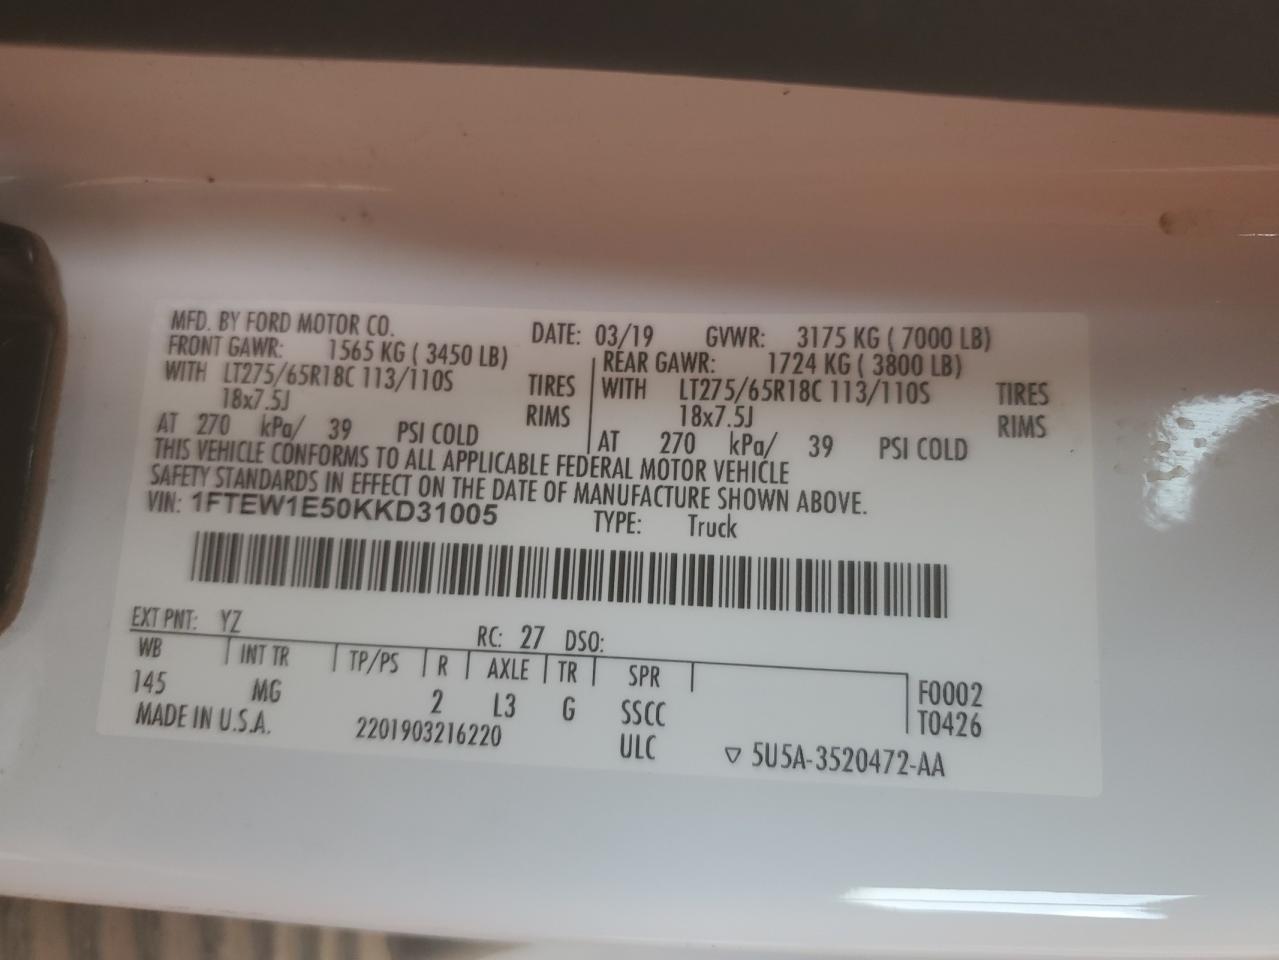 MFD. BY FORD MOTOR CO. DATE: 03/19 GVWR: 3175 KG ( 7000 LB)
FRONT GAWR: 1565 KG ( 3450 LB) REAR GAWR: 1724 KG ( 3800 LB)
WITH LT275/65R18C 113/110S TIRES WITH LT275/65R18C 113/110S TIRES
18x7.5J RIMS 18x7.5J RIMS
AT 270 kPa/ 39 PSI COLD AT 270 kPa/ 39 PSI COLD
THIS VEHICLE CONFORMS TO ALL APPLICABLE FEDERAL MOTOR VEHICLE
SAFETY STANDARDS IN EFFECT ON THE DATE OF MANUFACTURE SHOWN ABOVE.
VIN: 1FTEW1E50KKD31005 TYPE: Truck
EXT PNT: YZ RC: 27 DSO:
WB INT TR TP/PS R AXLE TR SPR
145 MG 2 L3 G SSCC F0002
T0426
MADE IN U.S.A. 2201903216220 ULC ▽ 5U5A-3520472-AA